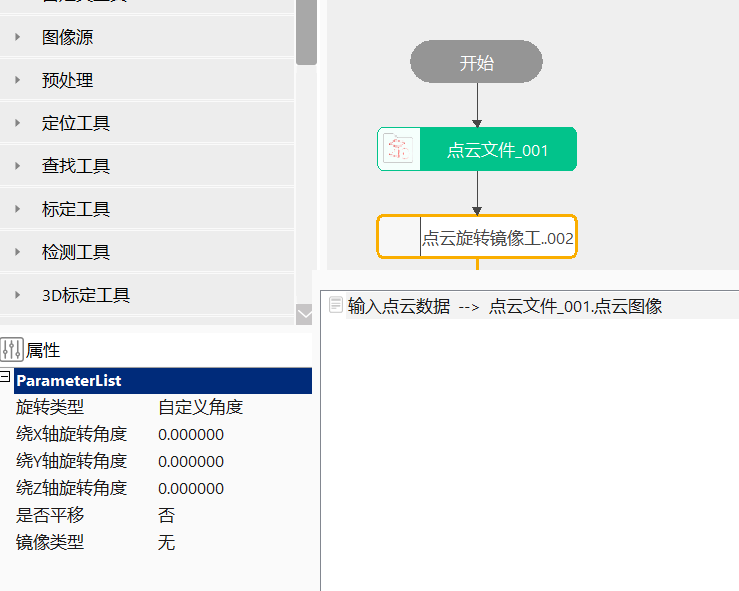 图像源
预处理
定位工具
查找工具
标定工具
检测工具
3D标定工具
开始
点云文件_001
点云旋转镜像工..002
输入点云数据 --> 点云文件_001.点云图像
属性
ParameterList
旋转类型 自定义角度
绕X轴旋转角度 0.000000
绕Y轴旋转角度 0.000000
绕Z轴旋转角度 0.000000
是否平移 否
镜像类型 无